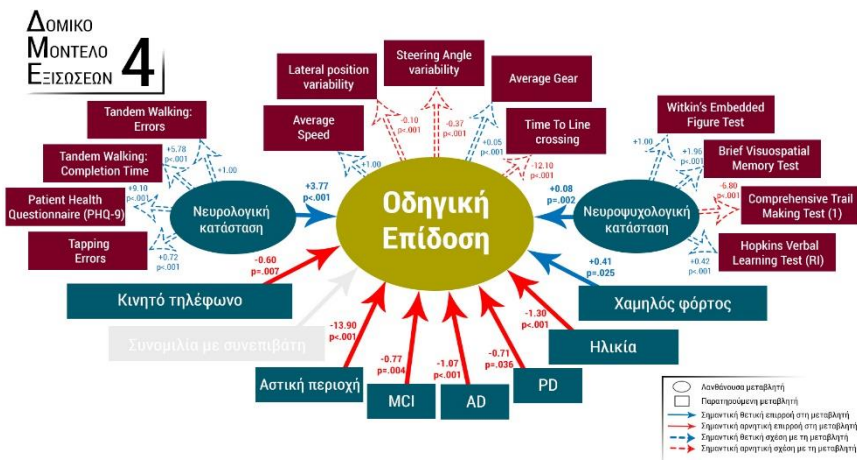 ΔΟΜΙΚΟ
ΜΟΝΤΕΛΟ
ΕΞΙΣΩΣΕΩΝ
4
Steering Angle
variability
Lateral position
variability
Average Gear
Average
Speed
Time To Line
crossing
Tandem Walking:
Errors
Tandem Walking:
Completion Time
Patient Health
Questionnaire (PHQ-9)
Tapping
Errors
Witkin's Embedded
Figure Test
Brief Visuospatial
Memory Test
Comprehensive Trail
Making Test (1)
Hopkins Verbal
Learning Test (RI)
+5.78
p<.001
+1.00
+9.10
p<.001
+0.72
p<.001
+1.00
-0.10
p<.001
-0.37
p<.001
+0.05
p<.001
-12.10
p<.001
+1.00
+1.96
p<.001
-6.80
p<.001
+0.42
p<.001
Νευρολογική
κατάσταση
+3.77
p<.001
Οδηγική
Επίδοση
+0.08
p=.002
Νευροψυχολογική
κατάσταση
-0.60
p=.007
+0.41
p=.025
Κινητό τηλέφωνο
Χαμηλός φόρτος
Συνομιλία με συνεπιβάτη
-13.90
p<.001
-1.30
p<.001
Ηλικία
Αστική περιοχή
-0.77
p=.004
-1.07
p<.001
-0.71
p=.036
MCI
AD
PD
Λανθάνουσα μεταβλητή
Παρατηρούμενη μεταβλητή
Σημαντική θετική επιρροή στη μεταβλητή
Σημαντική αρνητική επιρροή στη μεταβλητή
Σημαντική θετική σχέση με τη μεταβλητή
Σημαντική αρνητική σχέση με τη μεταβλητή